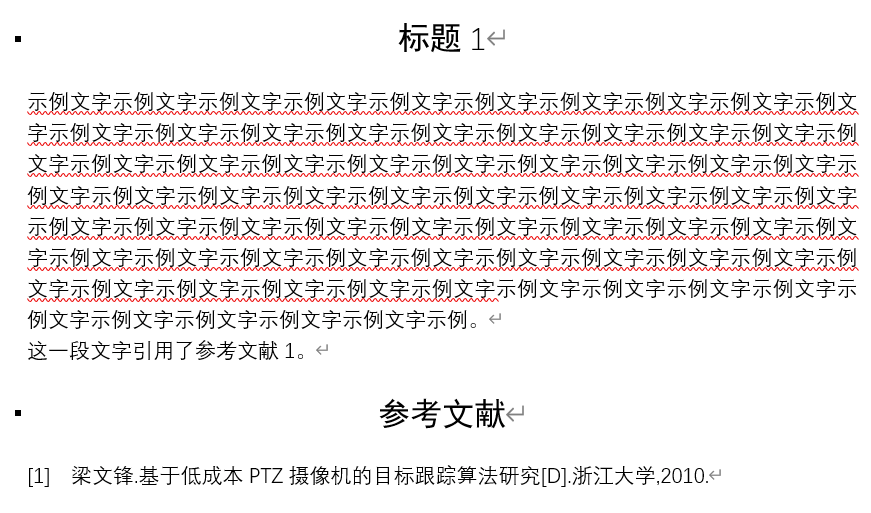 标题 1
示例文字示例文字示例文字示例文字示例文字示例文字示例文字示例文字示例文字示例文
字示例文字示例文字示例文字示例文字示例文字示例文字示例文字示例文字示例文字示例
文字示例文字示例文字示例文字示例文字示例文字示例文字示例文字示例文字示例文字示
例文字示例文字示例文字示例文字示例文字示例文字示例文字示例文字示例文字示例文字
示例文字示例文字示例文字示例文字示例文字示例文字示例文字示例文字示例文字示例文
字示例文字示例文字示例文字示例文字示例文字示例文字示例文字示例文字示例文字示例
文字示例文字示例文字示例文字示例文字示例文字示例文字示例文字示例文字示例文字示
例文字示例文字示例文字示例文字示例文字示例。
这一段文字引用了参考文献 1。
参考文献
[1] 梁文锋.基于低成本 PTZ 摄像机的目标跟踪算法研究[D].浙江大学,2010.